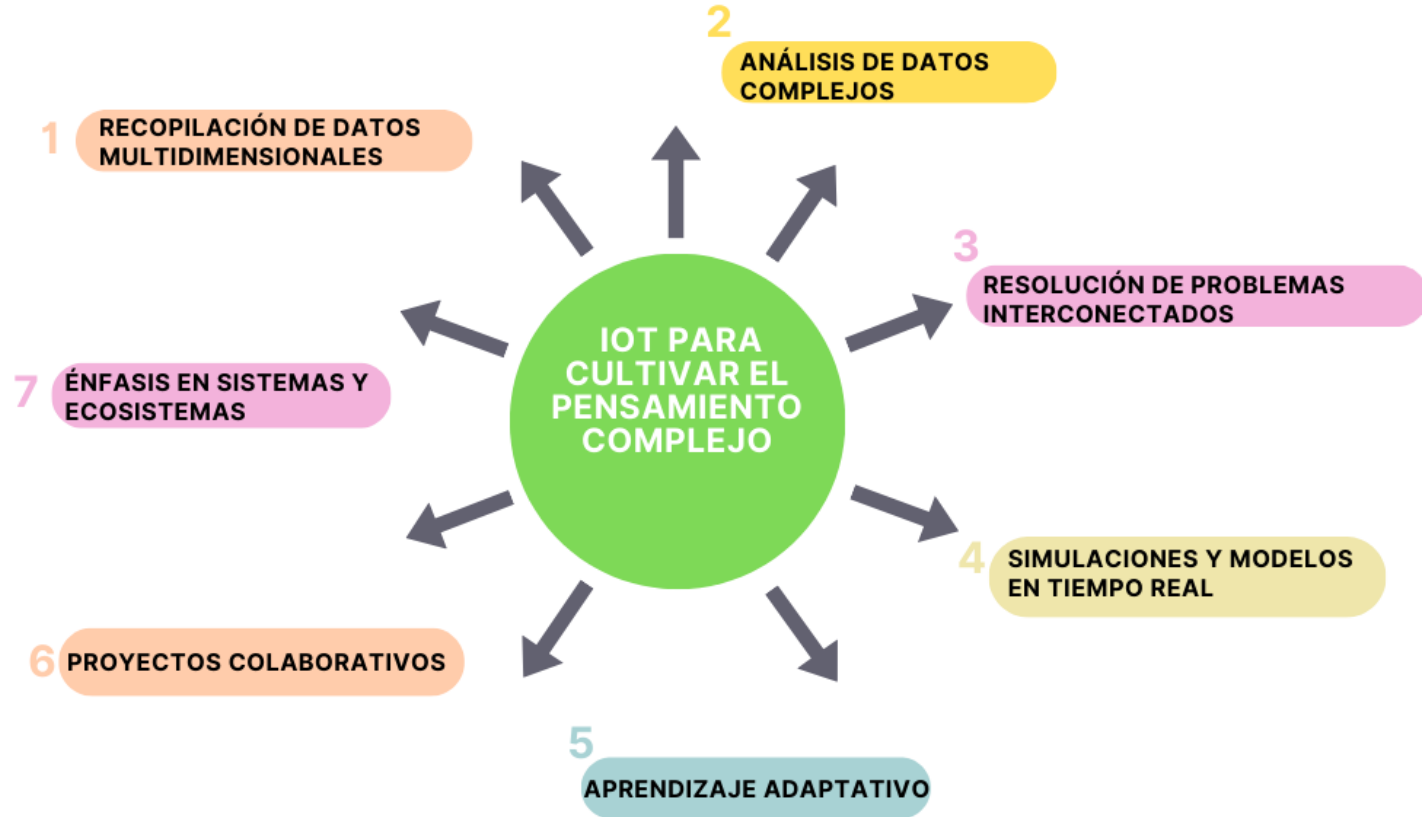 1
RECOPILACIÓN DE DATOS
MULTIDIMENSIONALES
2
ANÁLISIS DE DATOS
COMPLEJOS
3
RESOLUCIÓN DE PROBLEMAS
INTERCONECTADOS
IOT PARA
CULTIVAR EL
PENSAMIENTO
COMPLEJO
4
SIMULACIONES Y MODELOS
EN TIEMPO REAL
5
APRENDIZAJE ADAPTATIVO
6
PROYECTOS COLABORATIVOS
7
ÉNFASIS EN SISTEMAS Y
ECOSISTEMAS